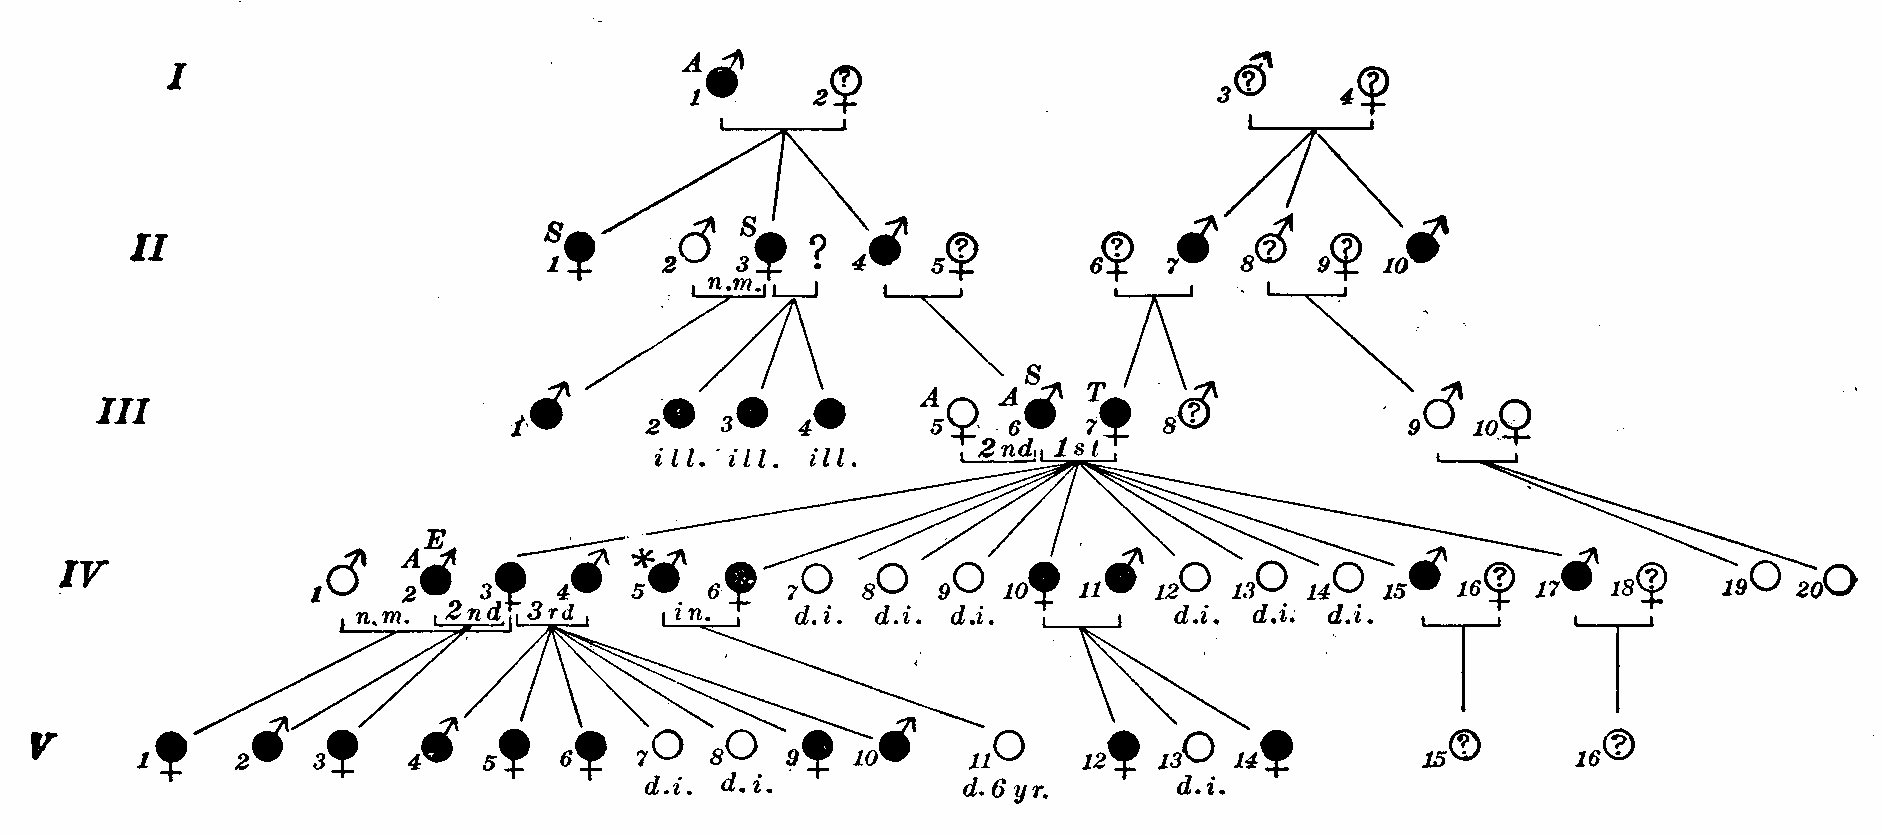 I A 1 2 ? 3 ? 4 ?
II S 1 2 S 3 ? 4 5 ? 6 ? 7 8 ? 9 ? 10
n.m.
III 1 2 3 4 A 5 A 6 S T 7 8 ? 9 10
ill. ill. ill. 2nd 1st
IV 1 A 2 E 3 4 * 5 6 7 8 9 10 11 12 13 14 15 16 ? 17 18 ? 19 20
n.m. 2nd 3rd in. d.i. d.i. d.i. d.i. d.i. d.i.
V 1 2 3 4 5 6 7 8 9 10 11 12 13 14 15 ? 16 ?
d.i. d.i. d. 6 yr. d.i.